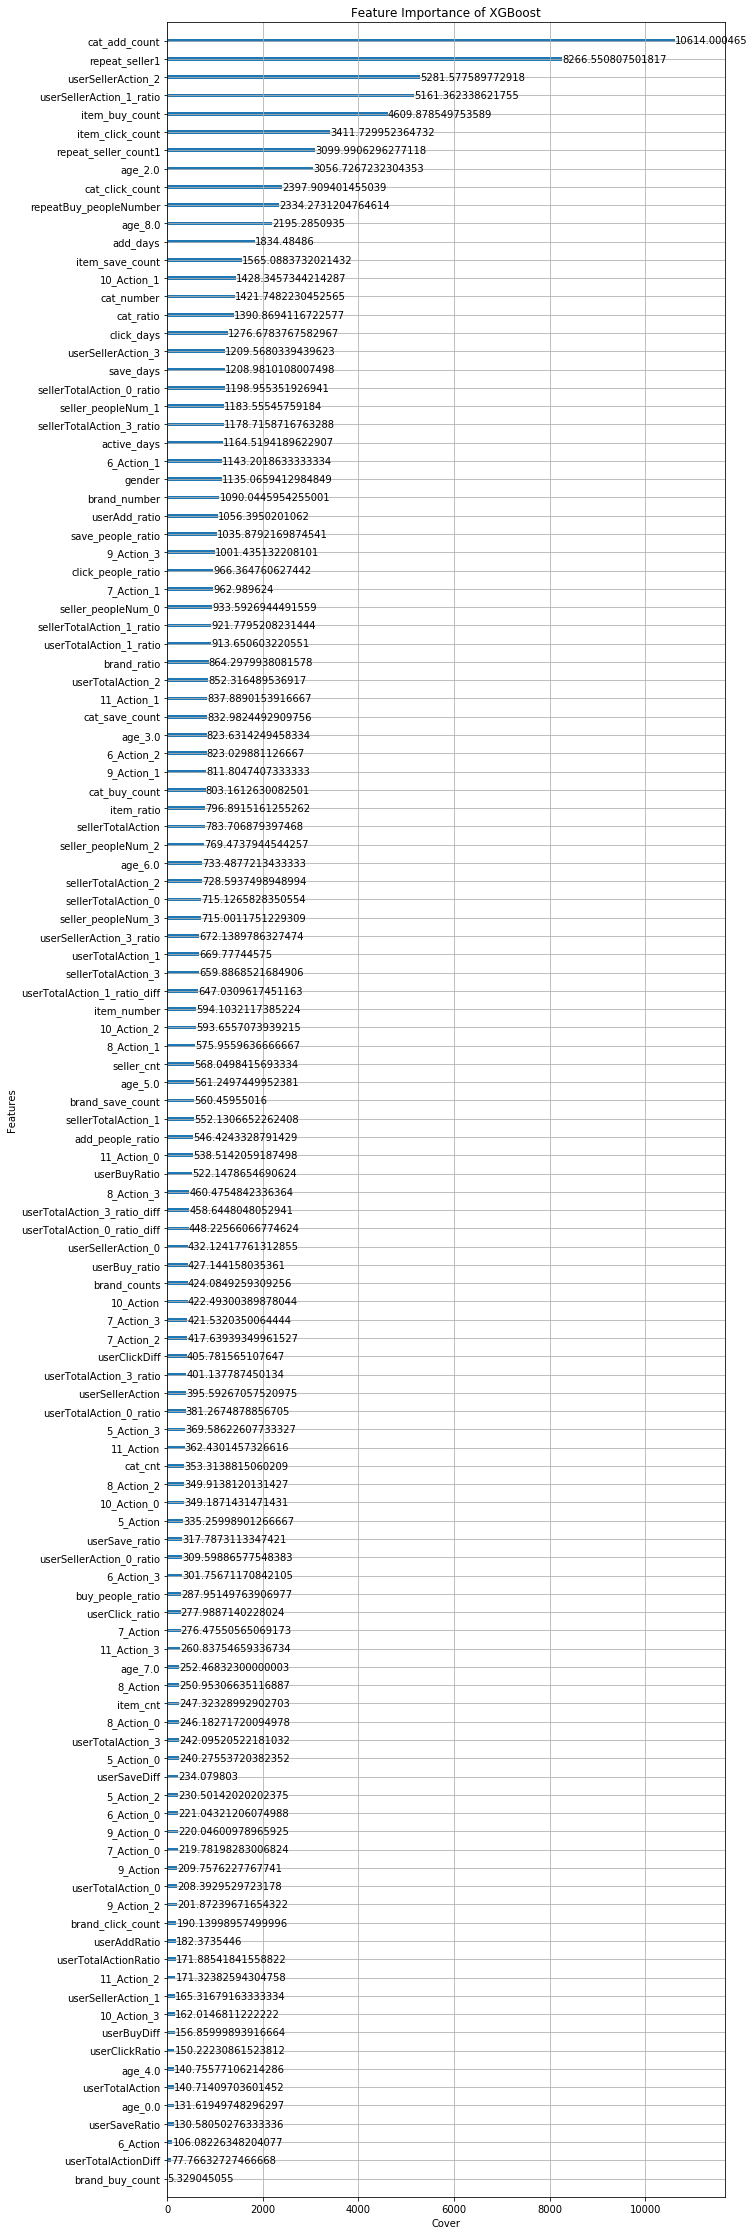 Feature Importance of XGBoost
cat_add_count 10614.000465
repeat_seller1 8266.550807501817
userSellerAction_2 5281.577589772918
userSellerAction_1_ratio 5161.362338621755
item_buy_count 4609.878549753589
item_click_count 3411.729952364732
repeat_seller_count1 3099.9906296277118
age_2.0 3056.7267232304353
cat_click_count 2397.909401455039
repeatBuy_peopleNumber 2334.2731204764614
age_8.0 2195.2850935
add_days 1834.48486
item_save_count 1565.0883732021432
10_Action_1 1428.3457344214287
cat_number 1421.7482230452565
cat_ratio 1390.8694116722577
click_days 1276.6783767582967
userSellerAction_3 1209.5680339439623
save_days 1208.9810108007498
sellerTotalAction_0_ratio 1198.955351926941
seller_peopleNum_1 1183.55545759184
sellerTotalAction_3_ratio 1178.7158716763288
active_days 1164.5194189622907
6_Action_1 1143.2018633333334
gender 1135.0659412984849
brand_number 1090.0445954255001
userAdd_ratio 1056.3950201062
save_people_ratio 1035.8792169874541
9_Action_3 1001.435132208101
click_people_ratio 966.364760627442
7_Action_1 962.989624
seller_peopleNum_0 933.5926944491559
sellerTotalAction_1_ratio 921.7795208231444
userTotalAction_1_ratio 913.650603220551
brand_ratio 864.2979938081578
userTotalAction_2 852.316489536917
11_Action_1 837.8890153916667
cat_save_count 832.9824492909756
age_3.0 823.6314249458334
6_Action_2 823.029881126667
9_Action_1 811.8047407333333
cat_buy_count 803.1612630082501
item_ratio 796.8915161255262
sellerTotalAction 783.706879397468
seller_peopleNum_2 769.4737944544257
age_6.0 733.4877213433333
sellerTotalAction_2 728.5937498948994
sellerTotalAction_0 715.1265828350554
seller_peopleNum_3 715.0011751229309
userSellerAction_3_ratio 672.1389786327474
userTotalAction_1 669.77744575
sellerTotalAction_3 659.8868521684906
userTotalAction_1_ratio_diff 647.0309617451163
item_number 594.1032117385224
10_Action_2 593.6557073939215
8_Action_1 575.9559636666667
seller_cnt 568.0498415693334
age_5.0 561.2497449952381
brand_save_count 560.45955016
sellerTotalAction_1 552.1306652262408
add_people_ratio 546.4243328791429
11_Action_0 538.5142059187498
userBuyRatio 522.1478654690624
8_Action_3 460.4754842336364
userTotalAction_3_ratio_diff 458.6448048052941
userTotalAction_0_ratio_diff 448.22566066774624
userSellerAction_0 432.12417761312855
userBuy_ratio 427.144158035361
brand_counts 424.0849259309256
10_Action 422.49300389878044
7_Action_3 421.5320350064444
7_Action_2 417.63939349961527
userClickDiff 405.781565107647
userTotalAction_3_ratio 401.137787450134
userSellerAction 395.59267057520975
userTotalAction_0_ratio 381.2674878856705
5_Action_3 369.58622607733327
11_Action 362.4301457326616
cat_cnt 353.3138815060209
8_Action_2 349.9138120131427
10_Action_0 349.1871431471431
5_Action 335.25998901266667
userSave_ratio 317.7873113347421
userSellerAction_0_ratio 309.59886577548383
6_Action_3 301.75671170842105
buy_people_ratio 287.95149763906977
userClick_ratio 277.9887140228024
7_Action 276.47550565069173
11_Action_3 260.83754659336734
age_7.0 252.46832300000003
8_Action 250.95306635116887
item_cnt 247.32328992902703
8_Action_0 246.18271720094978
userTotalAction_3 242.09520522181032
5_Action_0 240.27553720382352
userSaveDiff 234.079803
5_Action_2 230.50142020202375
6_Action_0 221.04321206074988
9_Action_0 220.04600978965925
7_Action_0 219.78198283006824
9_Action 209.7576227767741
userTotalAction_0 208.3929529723178
9_Action_2 201.87239671654322
brand_click_count 190.13998957499996
userAddRatio 182.3735446
userTotalActionRatio 171.88541841558822
11_Action_2 171.32382594304758
userSellerAction_1 165.31679163333334
10_Action_3 162.0146811222222
userBuyDiff 156.85999893916664
userClickRatio 150.22230861523812
age_4.0 140.75577106214286
userTotalAction 140.71409703601452
age_0.0 131.61949748296297
userSaveRatio 130.58050276333336
6_Action 106.08226348204077
userTotalActionDiff 77.76632727466668
brand_buy_count 5.329045055
Features
0 2000 4000 6000 8000 10000
Cover